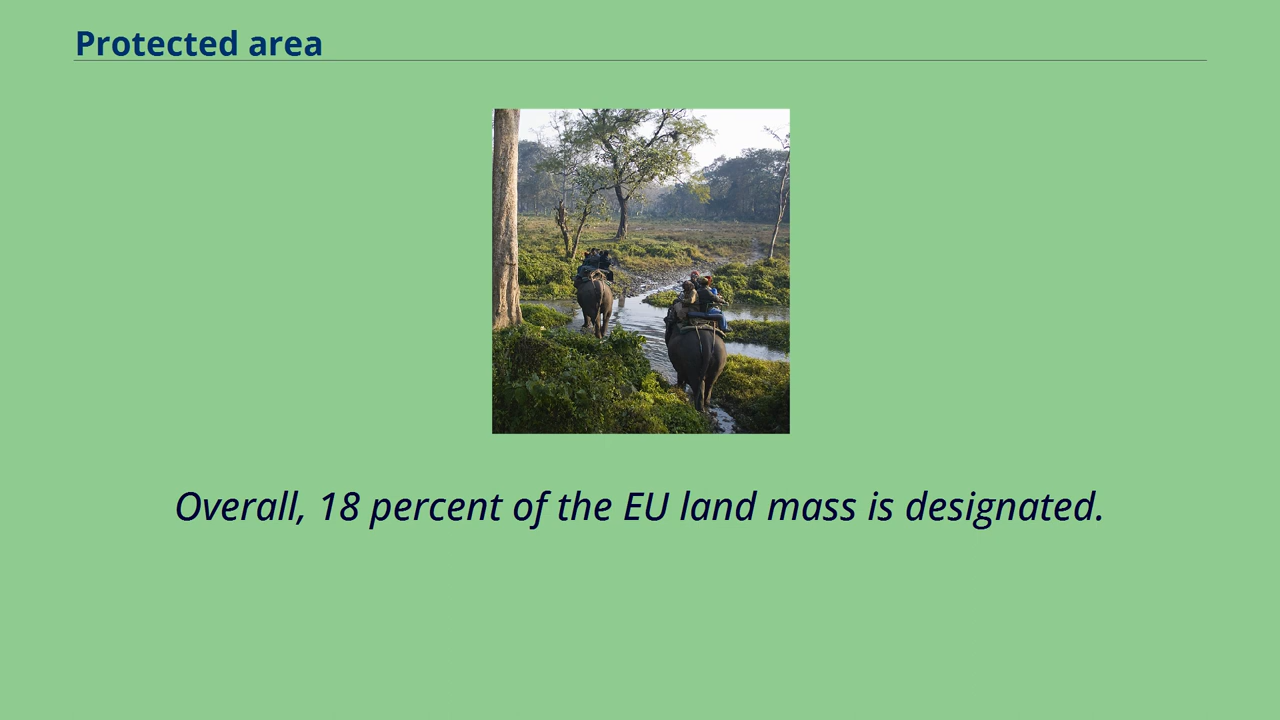 Protected area
Overall, 18 percent of the EU land mass is designated.